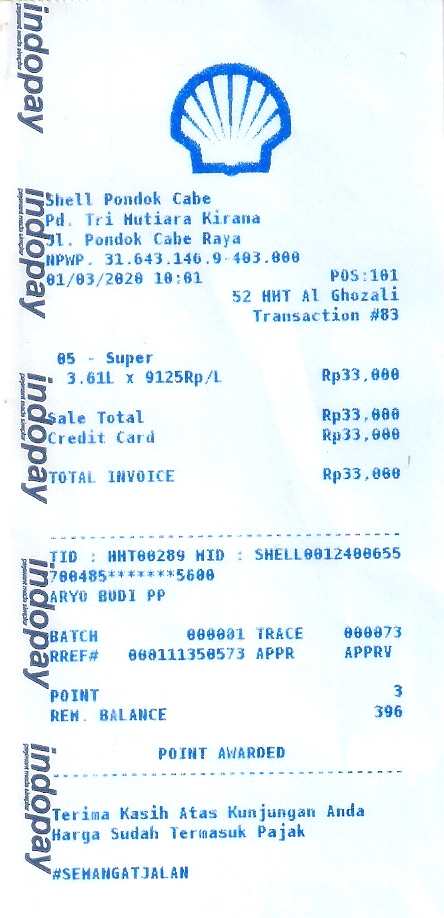 Shell Pondok Cabe
Pd. Tri Mutiara Kirana
Jl. Pondok Cabe Raya
NPWP. 31.643.146.9-403.000
01/03/2020 10:01 POS:101
52 HHT Al Ghozali
Transaction #83
05 - Super
3.61L x 9125Rp/L Rp33,000
Sale Total Rp33,000
Credit Card Rp33,000
TOTAL INVOICE Rp33,000
TID : HHT00289 MID : SHELL0012400655
700485*******5600
ARYO BUDI PP
BATCH 000001 TRACE 000073
RREF# 000111350573 APPR APPRV
POINT 3
REM. BALANCE 396
POINT AWARDED
Terima Kasih Atas Kunjungan Anda
Harga Sudah Termasuk Pajak
#SEMANGATJALAN
indopay
payment made simpler
indopay
payment made simpler
indopay
payment made simpler
indopay
payment made simpler
indopay
payment made simpler